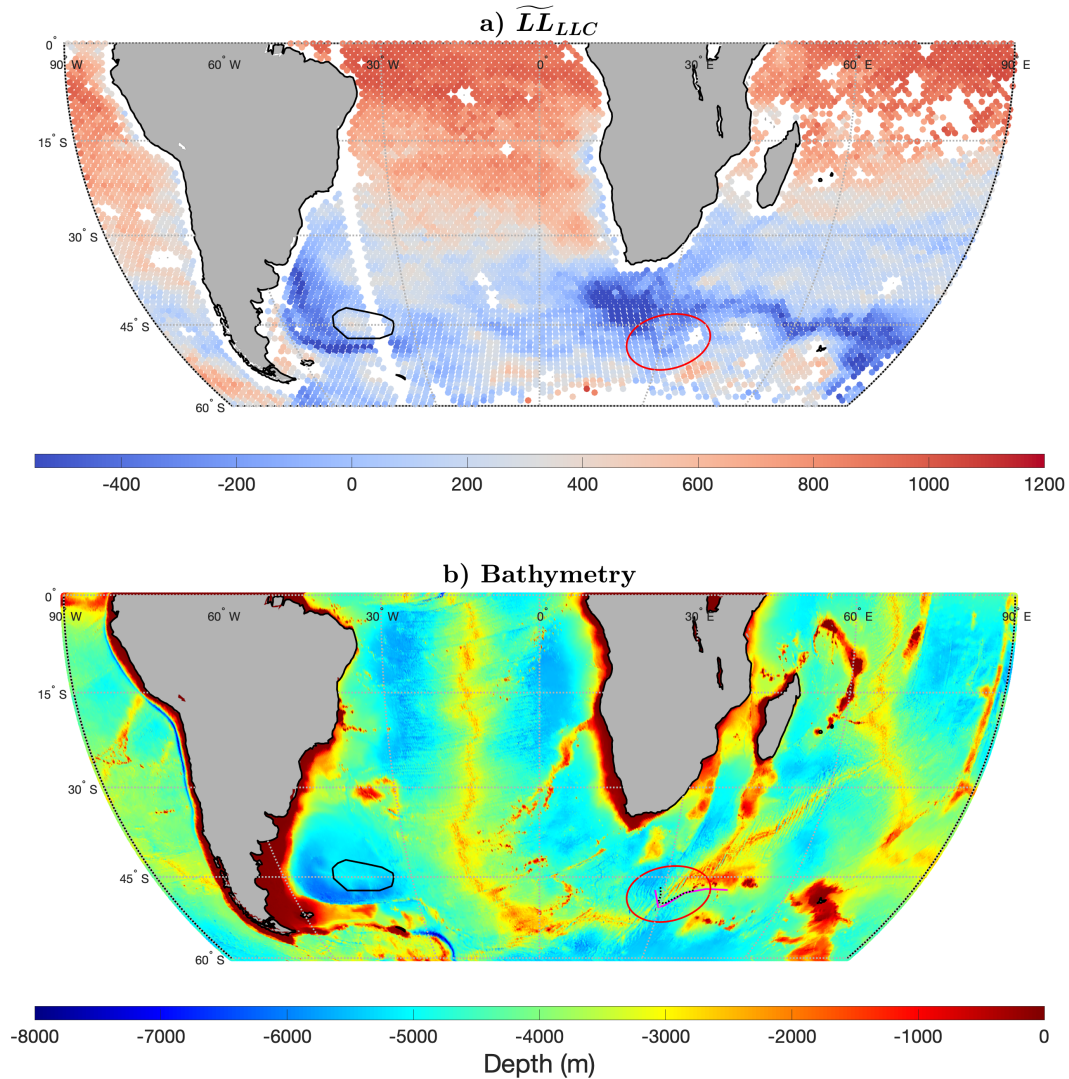 a) $\widetilde{LL}_{LLC}$
0°
90° W 60° W 30° W 0° 30° E 60° E 90° E
15° S
30° S
45° S
60° S
-400 -200 0 200 400 600 800 1000 1200
b) Bathymetry
0°
90° W 60° W 30° W 0° 30° E 60° E 90° E
15° S
30° S
45° S
60° S
-8000 -7000 -6000 -5000 -4000 -3000 -2000 -1000 0
Depth (m)